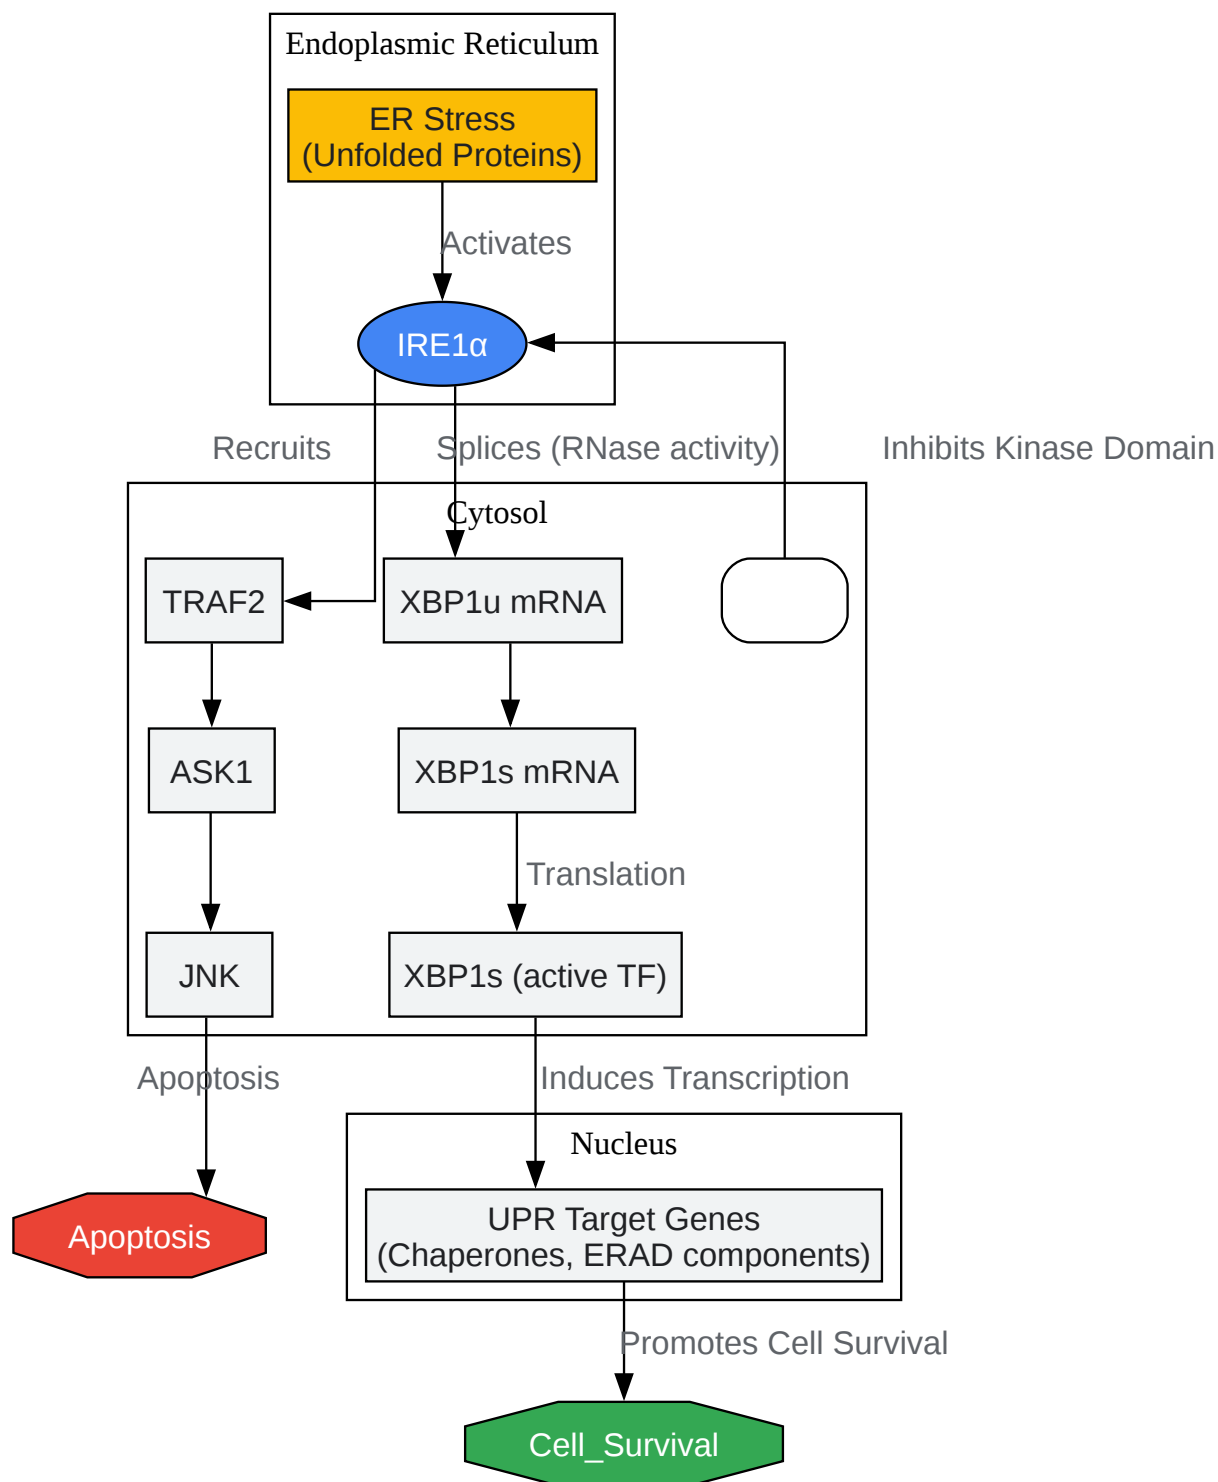 Endoplasmic Reticulum
ER Stress
(Unfolded Proteins)
Activates
IRE1α
Recruits
Splices (RNase activity)
Inhibits Kinase Domain
Cytosol
TRAF2
XBP1u mRNA
ASK1
XBP1s mRNA
Translation
JNK
XBP1s (active TF)
Apoptosis
Induces Transcription
Nucleus
Apoptosis
UPR Target Genes
(Chaperones, ERAD components)
Promotes Cell Survival
Cell_Survival